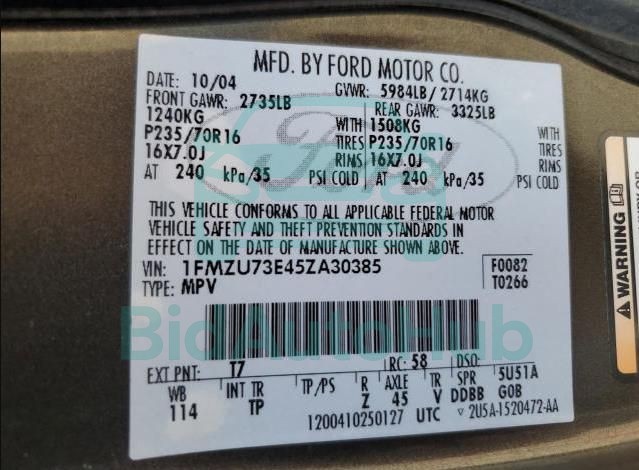 MFD. BY FORD MOTOR CO.
DATE: 10/04 GVWR: 5984LB / 2714KG
FRONT GAWR: 2735LB REAR GAWR: 3325LB
1240KG WITH 1508KG WITH
P235/70R16 TIRES P235/70R16 TIRES
16X7.0J RIMS 16X7.0J RIMS
AT 240 kPa/35 PSI COLD AT 240 kPa/35 PSI COLD
THIS VEHICLE CONFORMS TO ALL APPLICABLE FEDERAL MOTOR
VEHICLE SAFETY AND THEFT PREVENTION STANDARDS IN
EFFECT ON THE DATE OF MANUFACTURE SHOWN ABOVE.
VIN: 1FMZU73E45ZA30385 F0082
TYPE: MPV T0266
BidAutoHub
EXT PNT: T7 RC: 58 DSO:
WB INT TR TP/PS R AXLE TR SPR 5U51A
114 TP Z 45 V DDBB GOB
1200410250127 UTC ▽ 2U5A-1520472-AA
Ford
WARNING